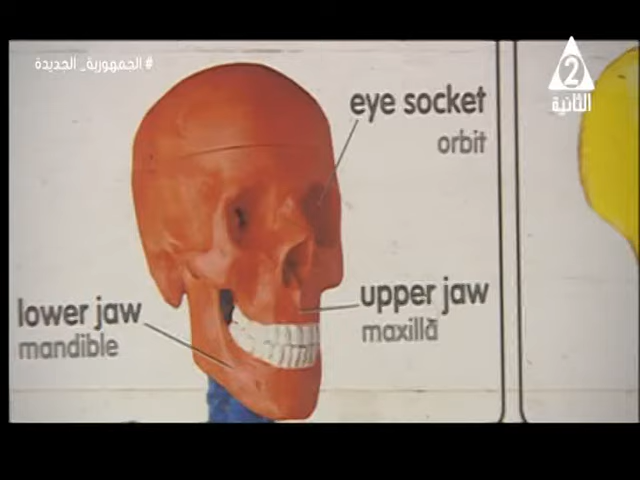 #الجمهورية_الجديدة
2
الثانية
eye socket
orbit
upper jaw
maxilla
lower jaw
mandible